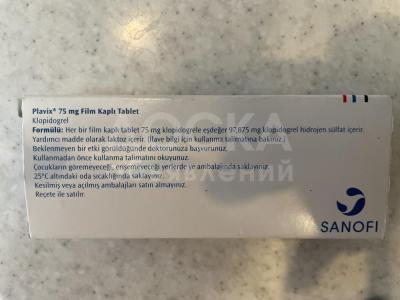 Plavix® 75 mg Film Kaplı Tablet
Klopidogrel
Formülü: Her bir film kaplı tablet 75 mg klopidogrele eşdeğer 97,875 mg klopidogrel hidrojen sülfat içerir.
Yardımcı madde olarak laktoz içerir. (İlave bilgi için kullanma talimatına bakınız.)
Beklenmeyen bir etki görüldüğünde doktorunuza başvurunuz.
Kullanmadan önce kullanma talimatını okuyunuz.
Çocukların göremeyeceği, erişemeyeceği yerlerde ve ambalajında saklayınız.
25°C altındaki oda sıcaklığında saklayınız.
Kesilmiş veya açılmış ambalajları satın almayınız.
Reçete ile satılır.
SANOFI
ОСКА
явлений